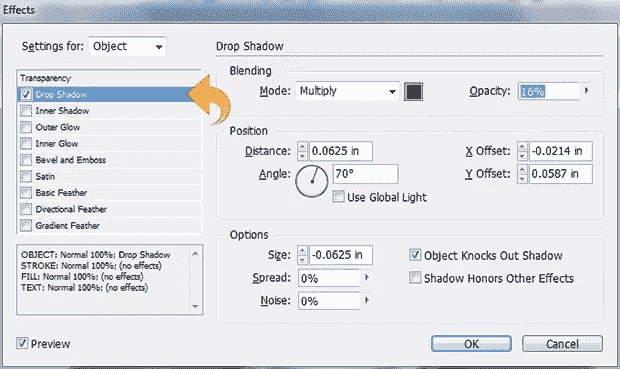 Effects
Settings for: Object
Transparency
Drop Shadow
Inner Shadow
Outer Glow
Inner Glow
Bevel and Emboss
Satin
Basic Feather
Directional Feather
Gradient Feather
OBJECT: Normal 100%; Drop Shadow
STROKE: Normal 100%; (no effects)
FILL: Normal 100%; (no effects)
TEXT: Normal 100%; (no effects)
Preview
Drop Shadow
Blending
Mode: Multiply Opacity: 16%
Position
Distance: 0.0625 in X Offset: -0.0214 in
Angle: 70° Y Offset: 0.0587 in
Use Global Light
Options
Size: -0.0625 in Object Knocks Out Shadow
Spread: 0% Shadow Honors Other Effects
Noise: 0%
OK Cancel